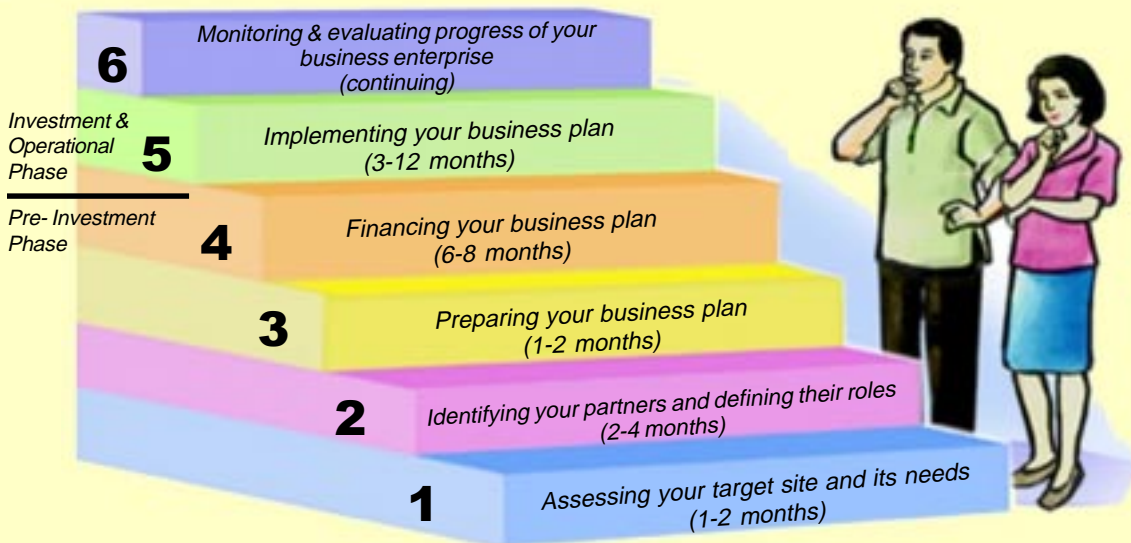 6
Monitoring & evaluating progress of your
business enterprise
(continuing)
Investment &
Operational
Phase
5
Implementing your business plan
(3-12 months)
Pre- Investment
Phase
4
Financing your business plan
(6-8 months)
3
Preparing your business plan
(1-2 months)
2
Identifying your partners and defining their roles
(2-4 months)
1
Assessing your target site and its needs
(1-2 months)